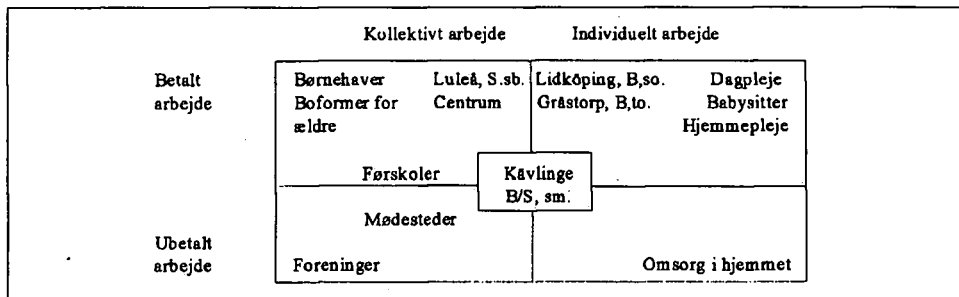 Kollektivt arbejde Individuelt arbejde
Betalt Børnehaver Luleå, S.sb. Lidköping, B,so. Dagpleje
arbejde Boformer for Centrum Gråstorp, B,to. Babysitter
ældre Hjemmepleje
Førskoler Kävlinge
B/S, sm.
Mødesteder
Ubetalt
arbejde Foreninger Omsorg i hjemmet